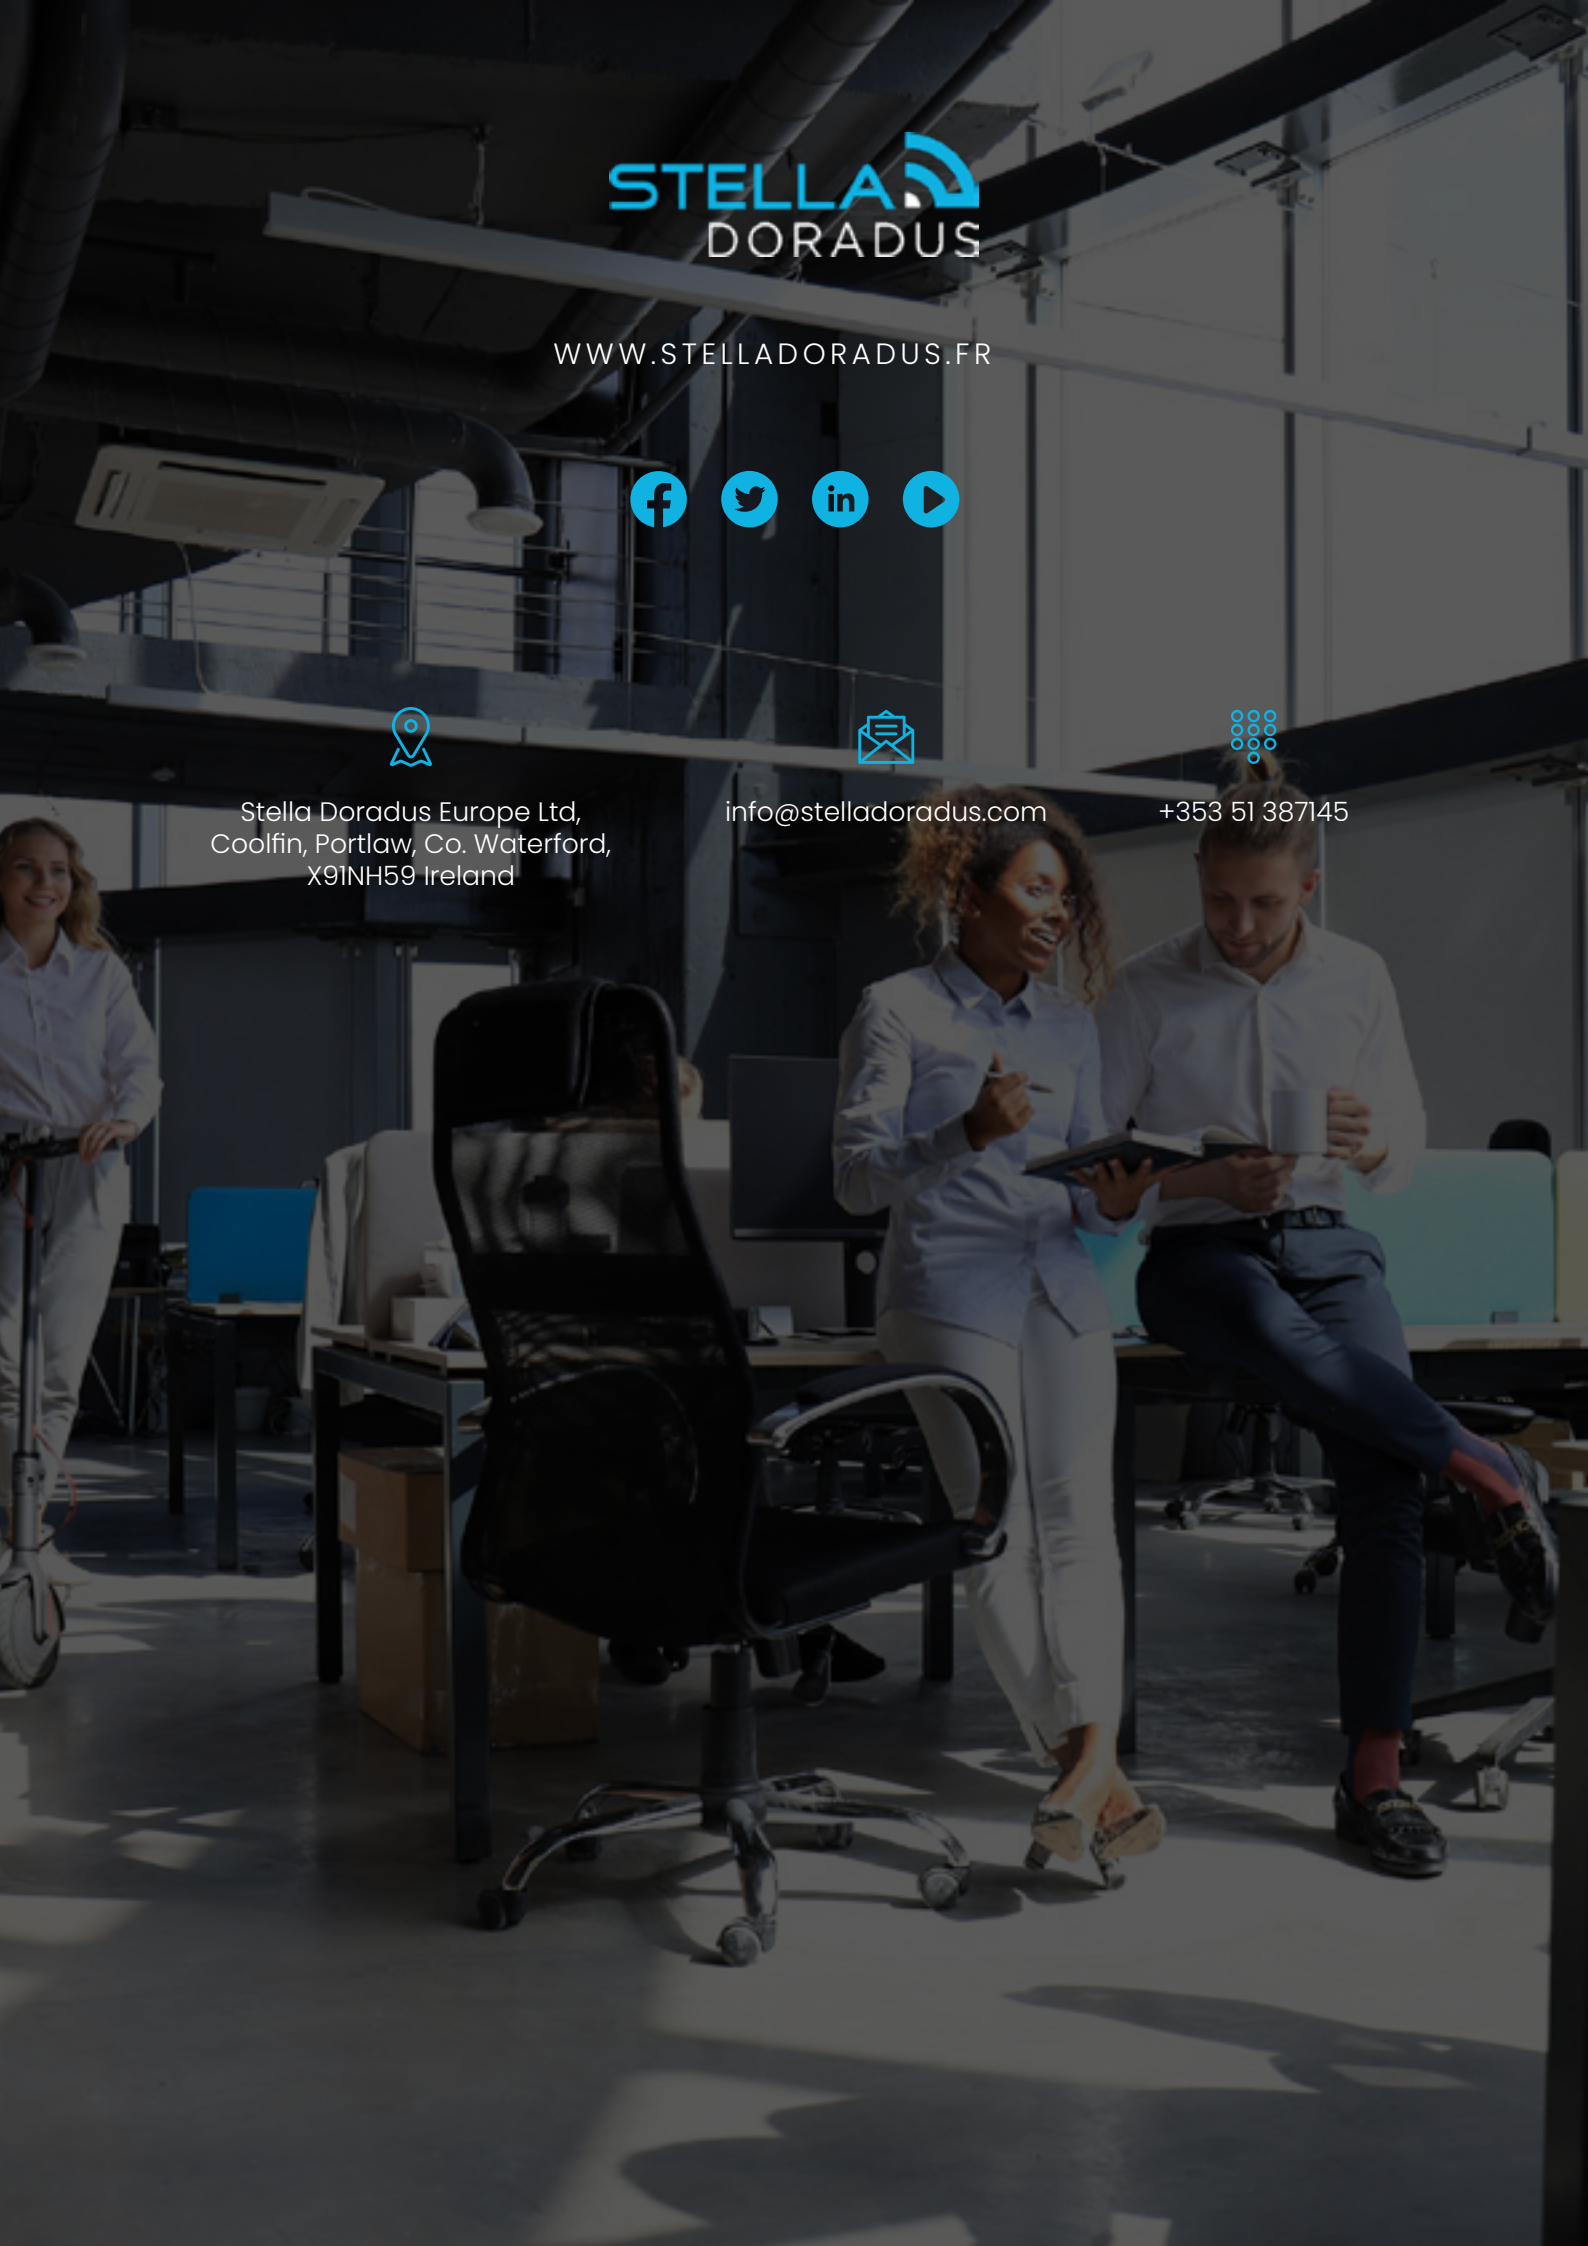 STELLA
DORADUS
WWW.STELLADORADUS.FR
Stella Doradus Europe Ltd,
Coolfin, Portlaw, Co. Waterford,
X91NH59 Ireland
info@stelladoradus.com
+353 51 387145